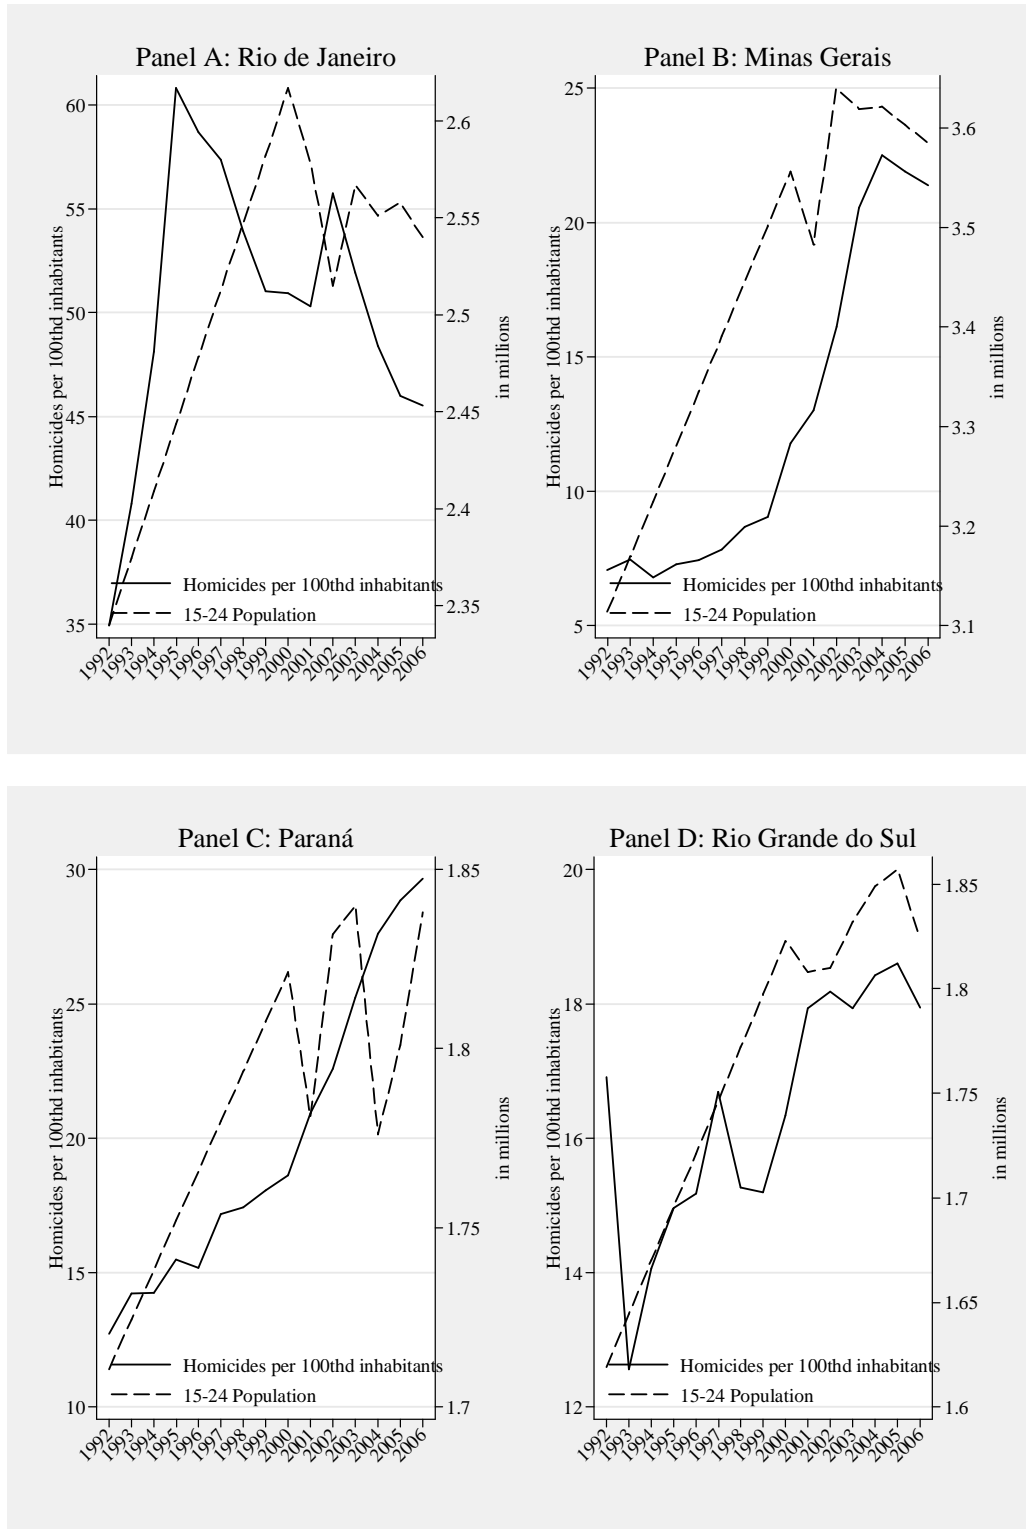 Panel A: Rio de Janeiro
60
55
50
45
40
35
Homicides per 100thd inhabitants
2.6
2.55
2.5
2.45
2.4
2.35
in millions
Homicides per 100thd inhabitants
15-24 Population
1992 1993 1994 1995 1996 1997 1998 1999 2000 2001 2002 2003 2004 2005 2006
Panel B: Minas Gerais
25
20
15
10
5
Homicides per 100thd inhabitants
3.6
3.5
3.4
3.3
3.2
3.1
in millions
Homicides per 100thd inhabitants
15-24 Population
1992 1993 1994 1995 1996 1997 1998 1999 2000 2001 2002 2003 2004 2005 2006
Panel C: Paraná
30
25
20
15
10
Homicides per 100thd inhabitants
1.85
1.8
1.75
1.7
in millions
Homicides per 100thd inhabitants
15-24 Population
1992 1993 1994 1995 1996 1997 1998 1999 2000 2001 2002 2003 2004 2005 2006
Panel D: Rio Grande do Sul
20
18
16
14
12
Homicides per 100thd inhabitants
1.85
1.8
1.75
1.7
1.65
1.6
in millions
Homicides per 100thd inhabitants
15-24 Population
1992 1993 1994 1995 1996 1997 1998 1999 2000 2001 2002 2003 2004 2005 2006